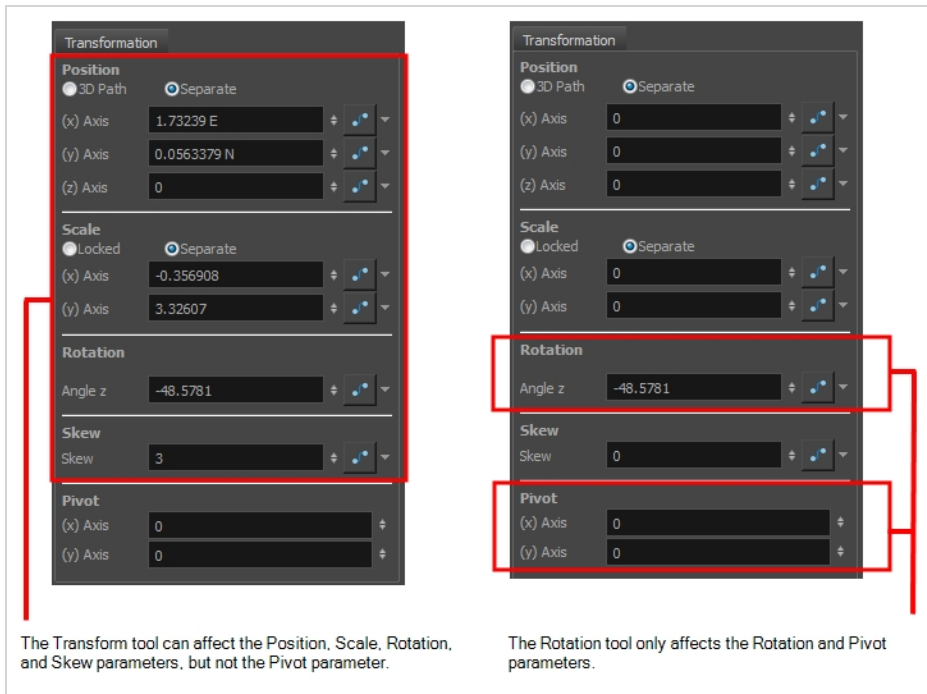 Transformation
Position
3D Path Separate
(x) Axis 1.73239 E
(y) Axis 0.0563379 N
(z) Axis 0
Scale
Locked Separate
(x) Axis -0.356908
(y) Axis 3.32607
Rotation
Angle z -48.5781
Skew
Skew 3
Pivot
(x) Axis 0
(y) Axis 0
The Transform tool can affect the Position, Scale, Rotation,
and Skew parameters, but not the Pivot parameter.
Transformation
Position
3D Path Separate
(x) Axis 0
(y) Axis 0
(z) Axis 0
Scale
Locked Separate
(x) Axis 0
(y) Axis 0
Rotation
Angle z -48.5781
Skew
Skew 0
Pivot
(x) Axis 0
(y) Axis 0
The Rotation tool only affects the Rotation and Pivot
parameters.